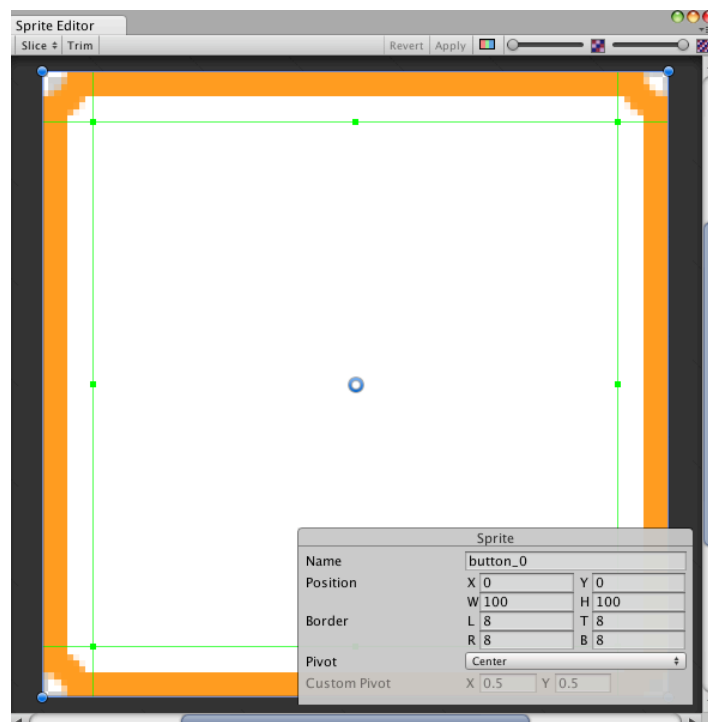 Sprite Editor
Slice Trim Revert Apply
Sprite
Name button_0
Position X 0 Y 0
W 100 H 100
Border L 8 T 8
R 8 B 8
Pivot Center
Custom Pivot X 0.5 Y 0.5